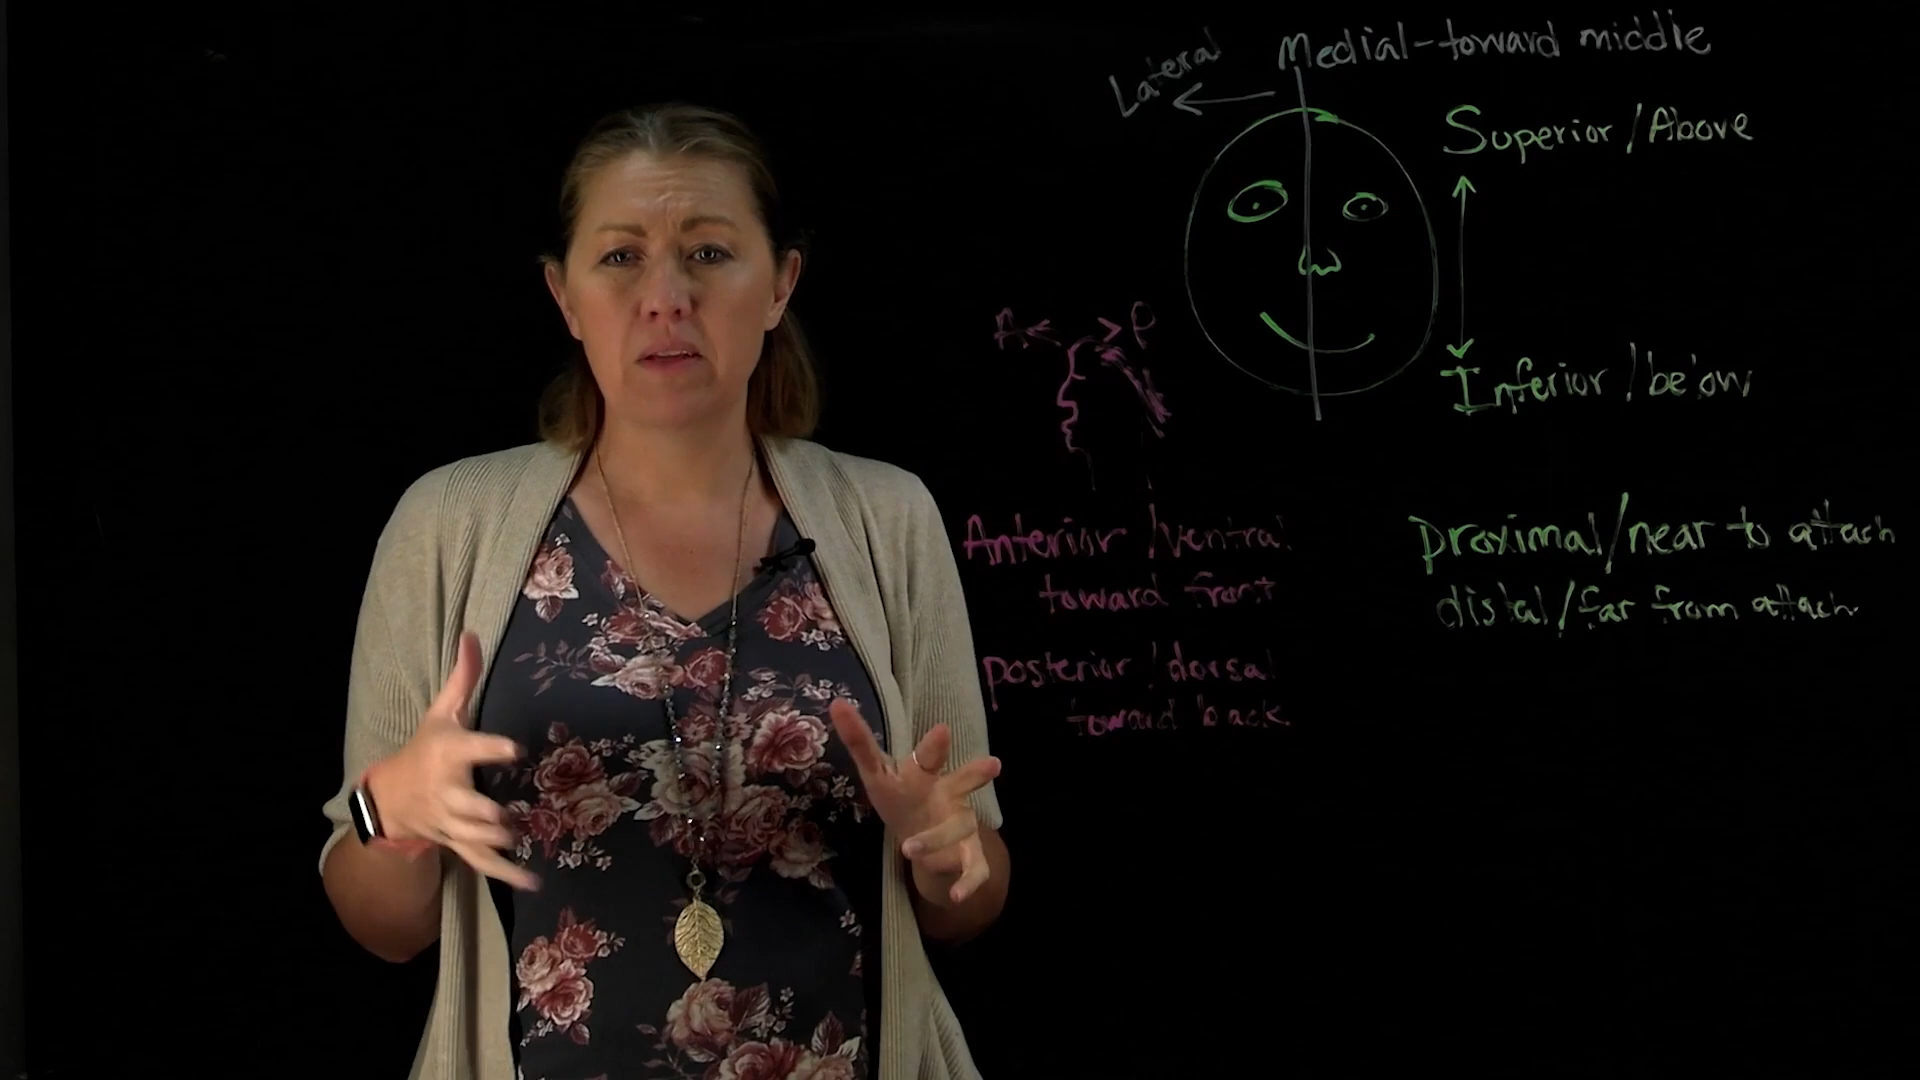 Medial-toward middle
Lateral
Superior/Above
A P
Inferior/below
Anterior/ventral
toward front
posterior/dorsal
toward back
proximal/near to attach
distal/far from attach